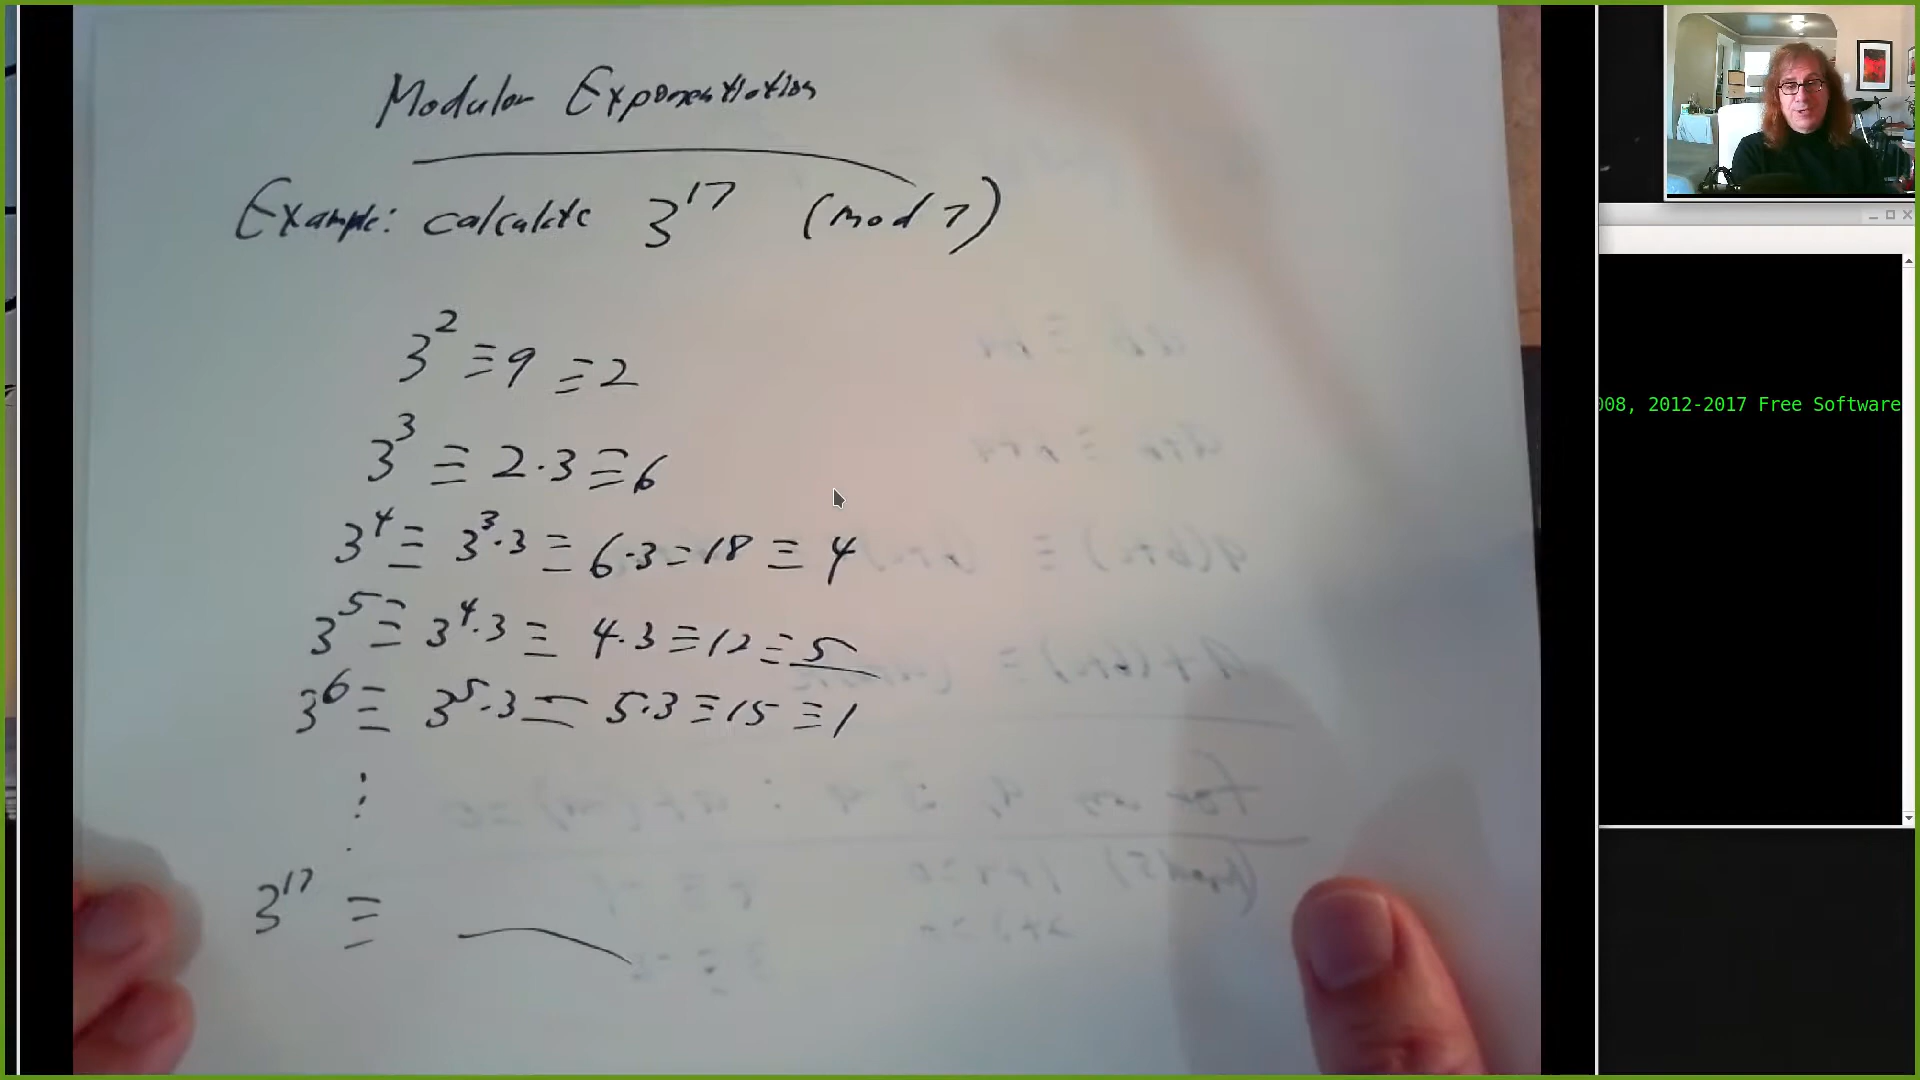 Modular Exponentiation
Example: calculate 3^17 (mod 7)
3^2 ≡ 9 ≡ 2
3^3 ≡ 2·3 ≡ 6
3^4 ≡ 3^3·3 ≡ 6·3 = 18 ≡ 4
3^5 ≡ 3^4·3 ≡ 4·3 ≡ 12 ≡ 5
3^6 ≡ 3^5·3 = 5·3 ≡ 15 ≡ 1
⋮
3^17 ≡
008, 2012-2017 Free Software